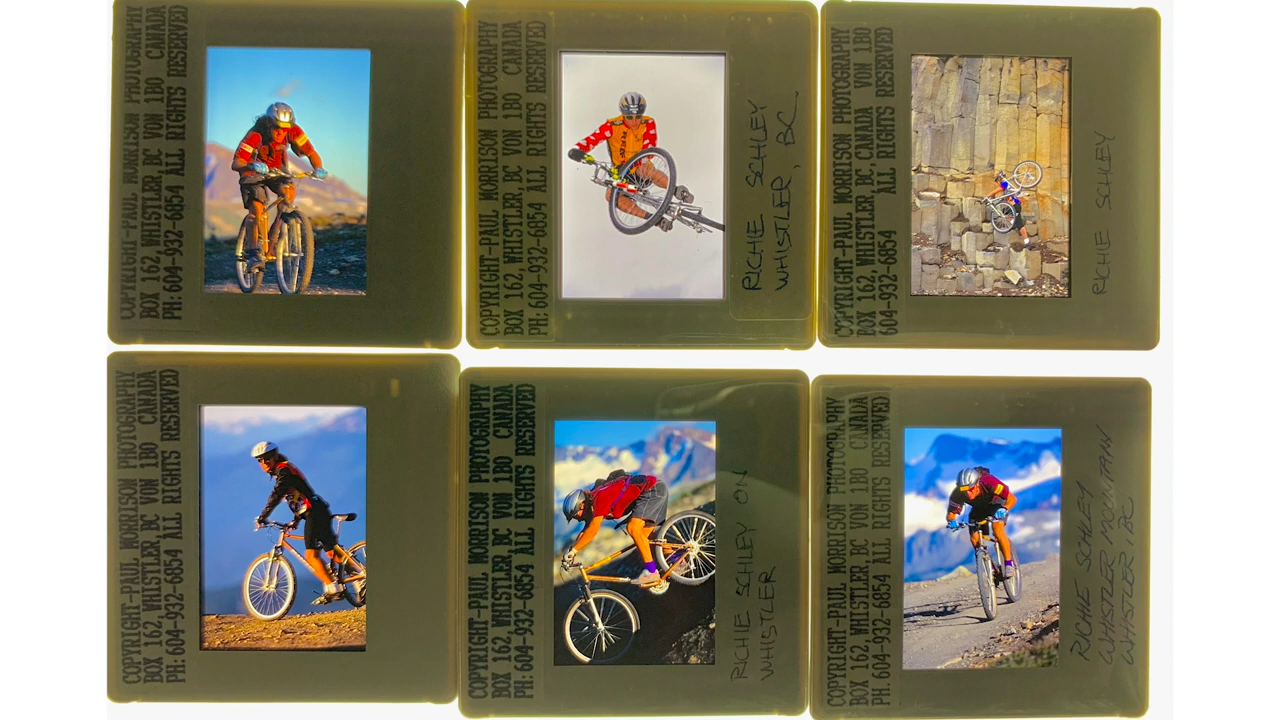 COPYRIGHT-PAUL MORRISON PHOTOGRAPHY
BOX 162, WHISTLER, BC VON 1BO CANADA
PH: 604-932-6854 ALL RIGHTS RESERVED
COPYRIGHT-PAUL MORRISON PHOTOGRAPHY
BOX 162, WHISTLER, BC VON 1BO CANADA
PH: 604-932-6854 ALL RIGHTS RESERVED
RICHIE SCHLEY
WHISTLER, BC.
COPYRIGHT-PAUL MORRISON PHOTOGRAPHY
BOX 162, WHISTLER, BC, CANADA VON 1BO
604-932-6854 ALL RIGHTS RESERVED
RICHIE SCHLEY
COPYRIGHT-PAUL MORRISON PHOTOGRAPHY
BOX 162, WHISTLER, BC VON 1BO CANADA
PH: 604-932-6854 ALL RIGHTS RESERVED
COPYRIGHT-PAUL MORRISON PHOTOGRAPHY
BOX 162, WHISTLER, BC VON 1BO CANADA
PH: 604-932-6854 ALL RIGHTS RESERVED
RICHIE SCHLEY ON
WHISTLER
COPYRIGHT-PAUL MORRISON PHOTOGRAPHY
BOX 162 WHISTLER, BC VON 1BO CANADA
PH. 604-932-6854 ALL RIGHTS RESERVED
RICHIE SCHLEY
WHISTLER MOUNTAIN
WHISTLER, BC